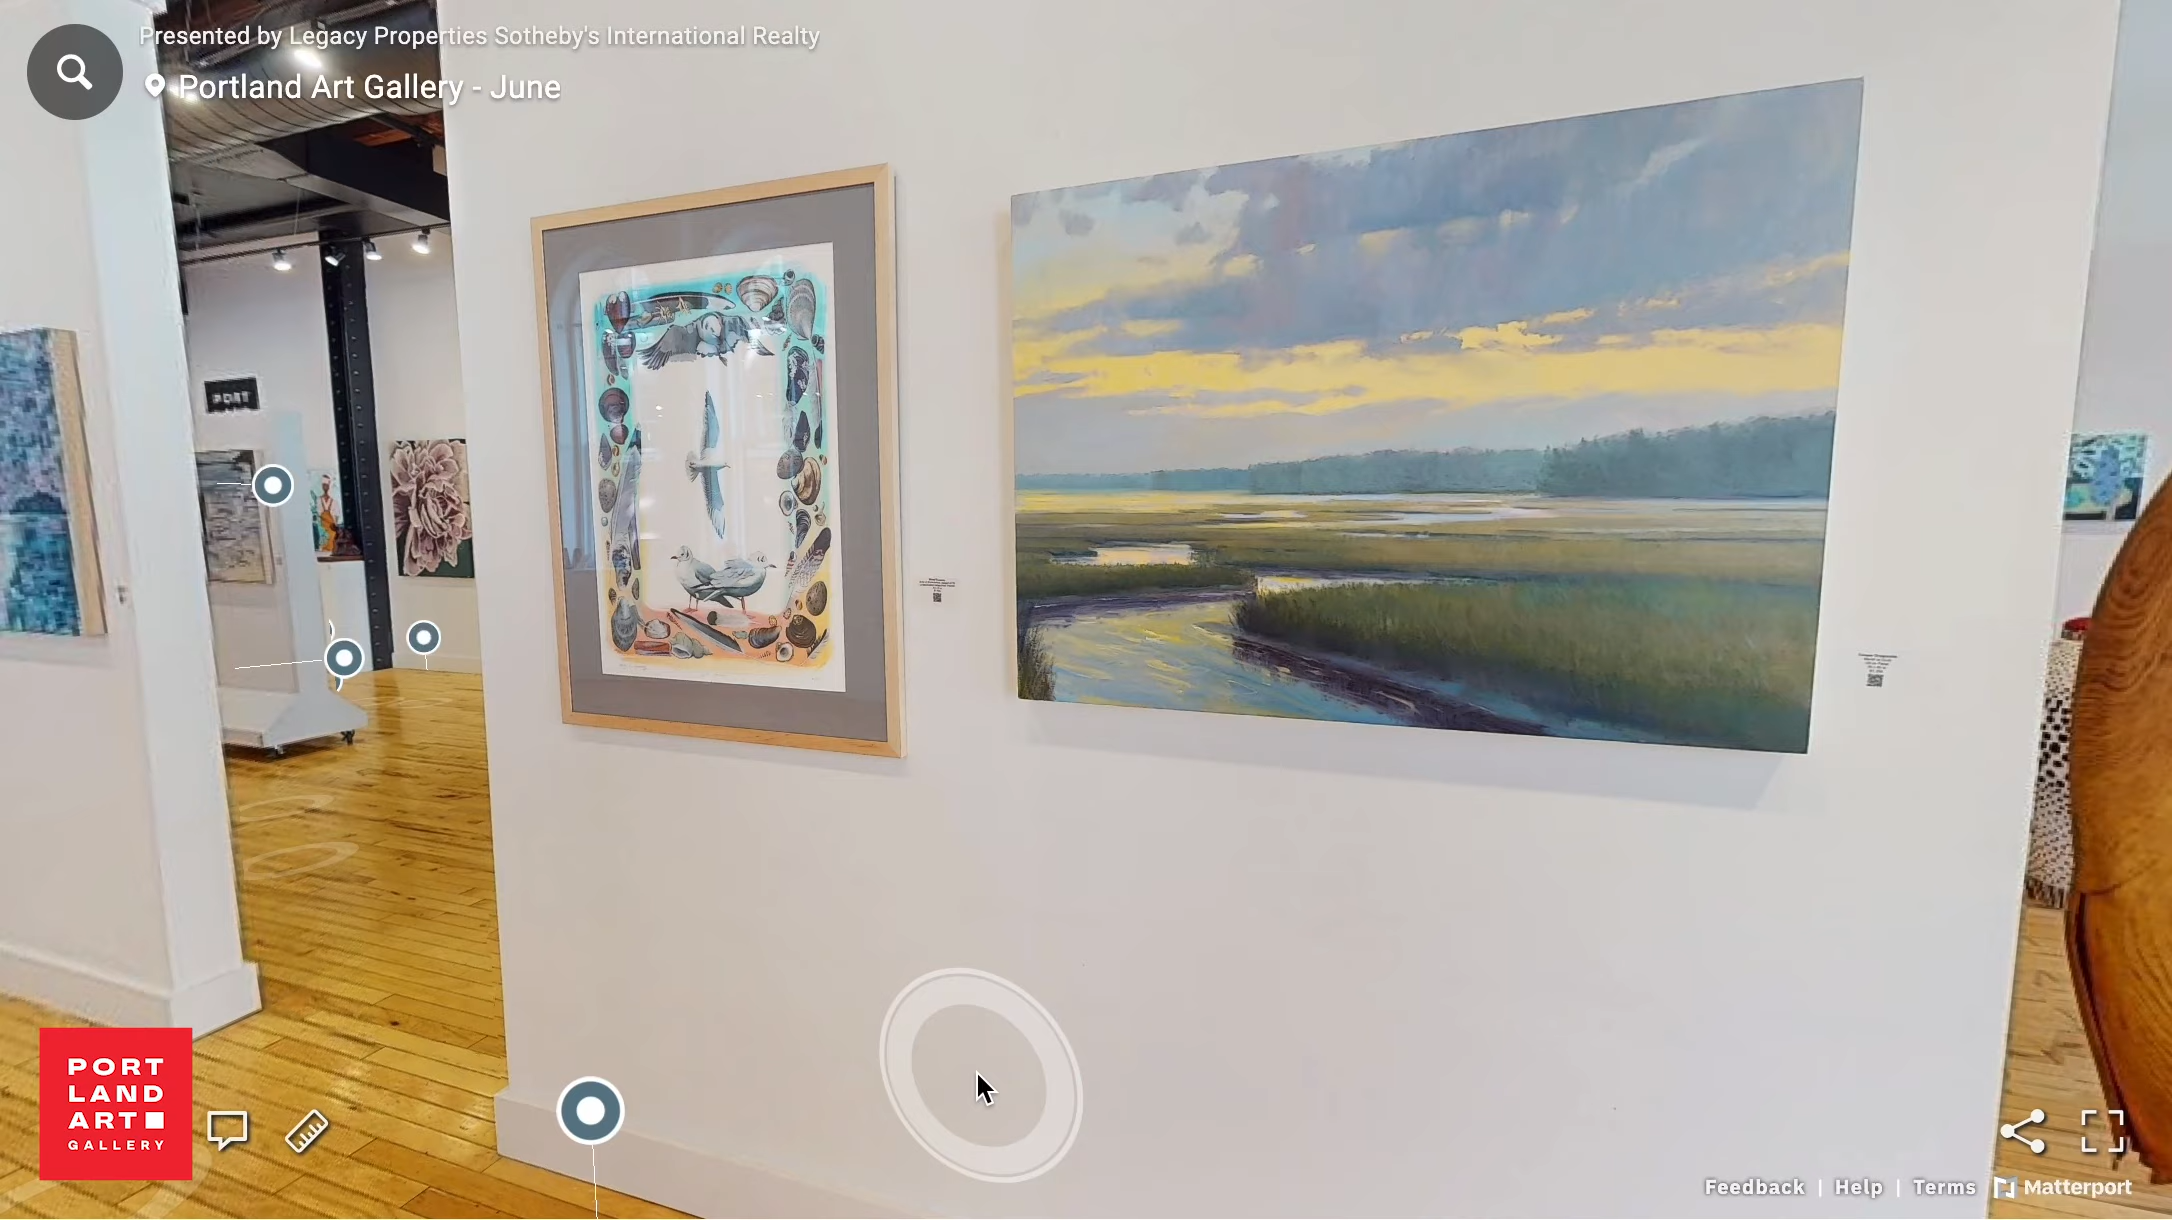 Presented by Legacy Properties Sotheby's International Realty
Portland Art Gallery - June
PORT
PORT
LAND
ART
GALLERY
Feedback | Help | Terms
Matterport